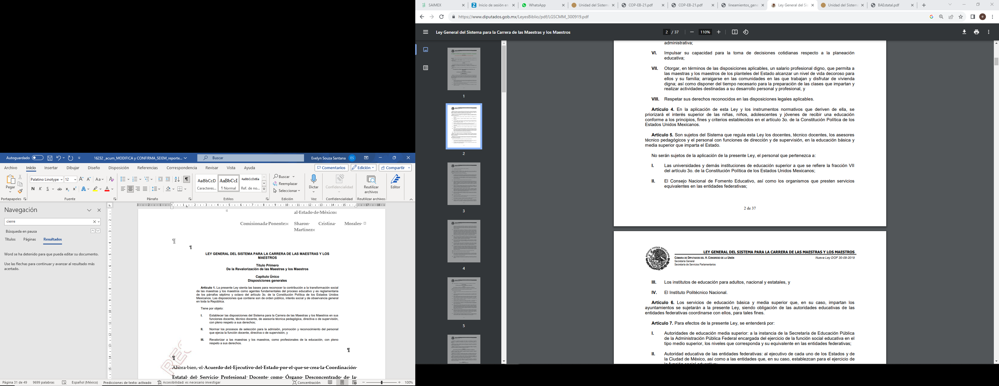 SAIMEX
Inicio de sesión en
WhatsApp
Unidad del Sistema
COP-EB-21.pdf
COP-EB-21.pdf
lineamientos_gene
Ley General del Sis
Unidad del Sistema
BAEstatal.pdf
https://www.diputados.gob.mx/LeyesBiblio/pdf/LGSCMM_300919.pdf
e
Ley General del Sistema para la Carrera de las Maestras y los Maestros
2 / 37
110%
1
2
3
4
5
administrativa;
VI. Impulsar su capacidad para la toma de decisiones cotidianas respecto a la planeación
educativa;
VII. Otorgar, en términos de las disposiciones aplicables, un salario profesional digno, que permita a
las maestras y los maestros de los planteles del Estado alcanzar un nivel de vida decoroso para
ellos y su familia; arraigarse en las comunidades en las que trabajan y disfrutar de vivienda
digna; así como disponer del tiempo necesario para la preparación de las clases que impartan y
realizar actividades destinadas a su desarrollo personal y profesional, y
VIII. Respetar sus derechos reconocidos en las disposiciones legales aplicables.
Artículo 4. En la aplicación de esta Ley y los instrumentos normativos que deriven de ella, se
priorizará el interés superior de las niñas, niños, adolescentes y jóvenes de recibir una educación
conforme a los principios, fines y criterios establecidos en el artículo 3o. de la Constitución Política de los
Estados Unidos Mexicanos.
Artículo 5. Son sujetos del Sistema que regula esta Ley los docentes, técnico docentes, los asesores
técnico pedagógicos y el personal con funciones de dirección y de supervisión, en la educación básica y
media superior que imparta el Estado.
No serán sujetos de la aplicación de la presente Ley, el personal que pertenezca a:
I. Las universidades y demás instituciones de educación superior a que se refiere la fracción VII
del artículo 3o. de la Constitución Política de los Estados Unidos Mexicanos;
II. El Consejo Nacional de Fomento Educativo, así como los organismos que presten servicios
equivalentes en las entidades federativas;
2 de 37
LEY GENERAL DEL SISTEMA PARA LA CARRERA DE LAS MAESTRAS Y LOS MAESTROS
CÁMARA DE DIPUTADOS DEL H. CONGRESO DE LA UNIÓN
Nueva Ley DOF 30-09-2019
Secretaría General
Secretaría de Servicios Parlamentarios
III. Los institutos de educación para adultos, nacional y estatales, y
IV. El Instituto Politécnico Nacional.
Artículo 6. Los servicios de educación básica y media superior que, en su caso, impartan los
ayuntamientos se sujetarán a la presente Ley, siendo obligación de las autoridades educativas de las
entidades federativas coordinarse con ellos, para tales fines.
Artículo 7. Para efectos de la presente Ley, se entenderá por:
I. Autoridades de educación media superior: a la instancia de la Secretaría de Educación Pública
de la Administración Pública Federal encargada del ejercicio de la función social educativa en el
tipo medio superior, los niveles que corresponda y su equivalente en las entidades federativas;
II. Autoridad educativa de las entidades federativas: al ejecutivo de cada uno de los Estados y de
la Ciudad de México, así como a las entidades que, en su caso, establezcan para el ejercicio de
la función social educativa;
Autoguardado
16232 _acum_MODIFICA y CONFIRMA_SEIEM_reporte...
Buscar
Evelyn Souza Santana
ES
Archivo Inicio Insertar Dibujar Diseño Disposición Referencias Correspondencia Revisar Vista Ayuda
Comentarios
Edición
Compartir
Pegar
Palatino Linotype
12
N K S ab x₂ x²
AaBbCcD
AaBbCcI
AaBbCcDdEe
Caracteres...
¶ Normal
Ref. de no...
Buscar
Reemplazar
Seleccionar
Dictar
Confidencialidad
Reutilizar
archivos
Editor
Portapapeles
Fuente
Párrafo
Estilos
Edición
Voz
Confidencialidad
Reutilizar archivos
Navegación
cierre
Búsqueda en pausa
Títulos Páginas Resultados
Word se ha detenido para que pueda editar su documento.
Use las flechas para continuar y avanzar al resultado más
acertado.
al·Estado·de·México¤
Comisionada·Ponente:¤ Sharon· Cristina· Morales·¤
Martínez¤
¶
¶
LEY GENERAL DEL SISTEMA PARA LA CARRERA DE LAS MAESTRAS Y LOS
MAESTROS
Título Primero
De la Revalorización de las Maestras y los Maestros
Capítulo Único
Disposiciones generales
Artículo 1. La presente Ley sienta las bases para reconocer la contribución a la transformación social
de las maestras y los maestros como agentes fundamentales del proceso educativo y es reglamentaria
de los párrafos séptimo y octavo del artículo 3o. de la Constitución Política de los Estados Unidos
Mexicanos. Las disposiciones que contiene son de orden público, interés social y de observancia general
en toda la República.
Tiene por objeto:
I. Establecer las disposiciones del Sistema para la Carrera de las Maestras y los Maestros en sus
funciones docente, técnico docente, de asesoría técnica pedagógica, directiva o de supervisión,
con pleno respeto a sus derechos;
II. Normar los procesos de selección para la admisión, promoción y reconocimiento del personal
que ejerza la función docente, directiva o de supervisión, y
III. Revalorizar a las maestras y los maestros, como profesionales de la educación, con pleno
respeto a sus derechos.
¶
¶
Ahora·bien,·el·Acuerdo·del·Ejecutivo·del·Estado·por·el·que·se·crea·la·Coordinación·
Estatal· del· Servicio· Profesional· Docente· como· Órgano· Desconcentrado· de· la·
Página 31 de 49
9699 palabras
Español (México)
Predicciones de texto: activado
Accesibilidad: es necesario investigar
Concentración
100%